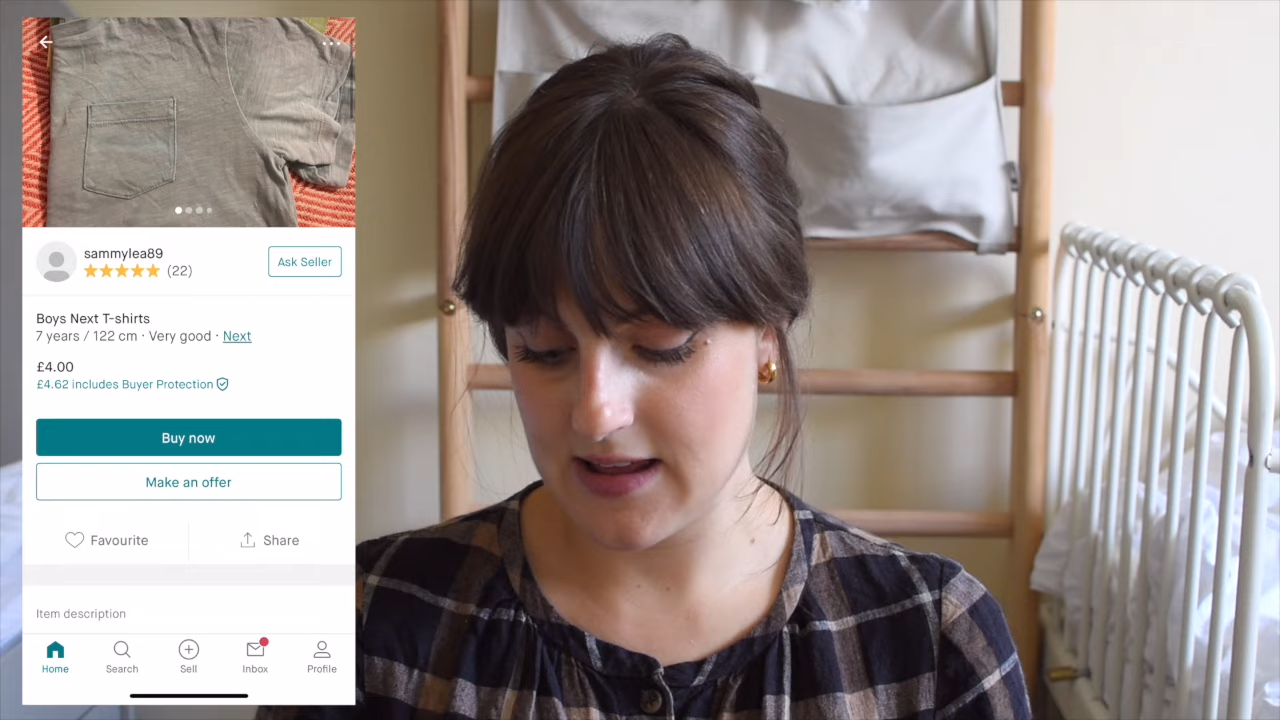 sammylea89
(22)
Ask Seller
Boys Next T-shirts
7 years / 122 cm · Very good · Next
£4.00
£4.62 includes Buyer Protection
Buy now
Make an offer
Favourite
Share
Item description
Home
Search
Sell
Inbox
Profile